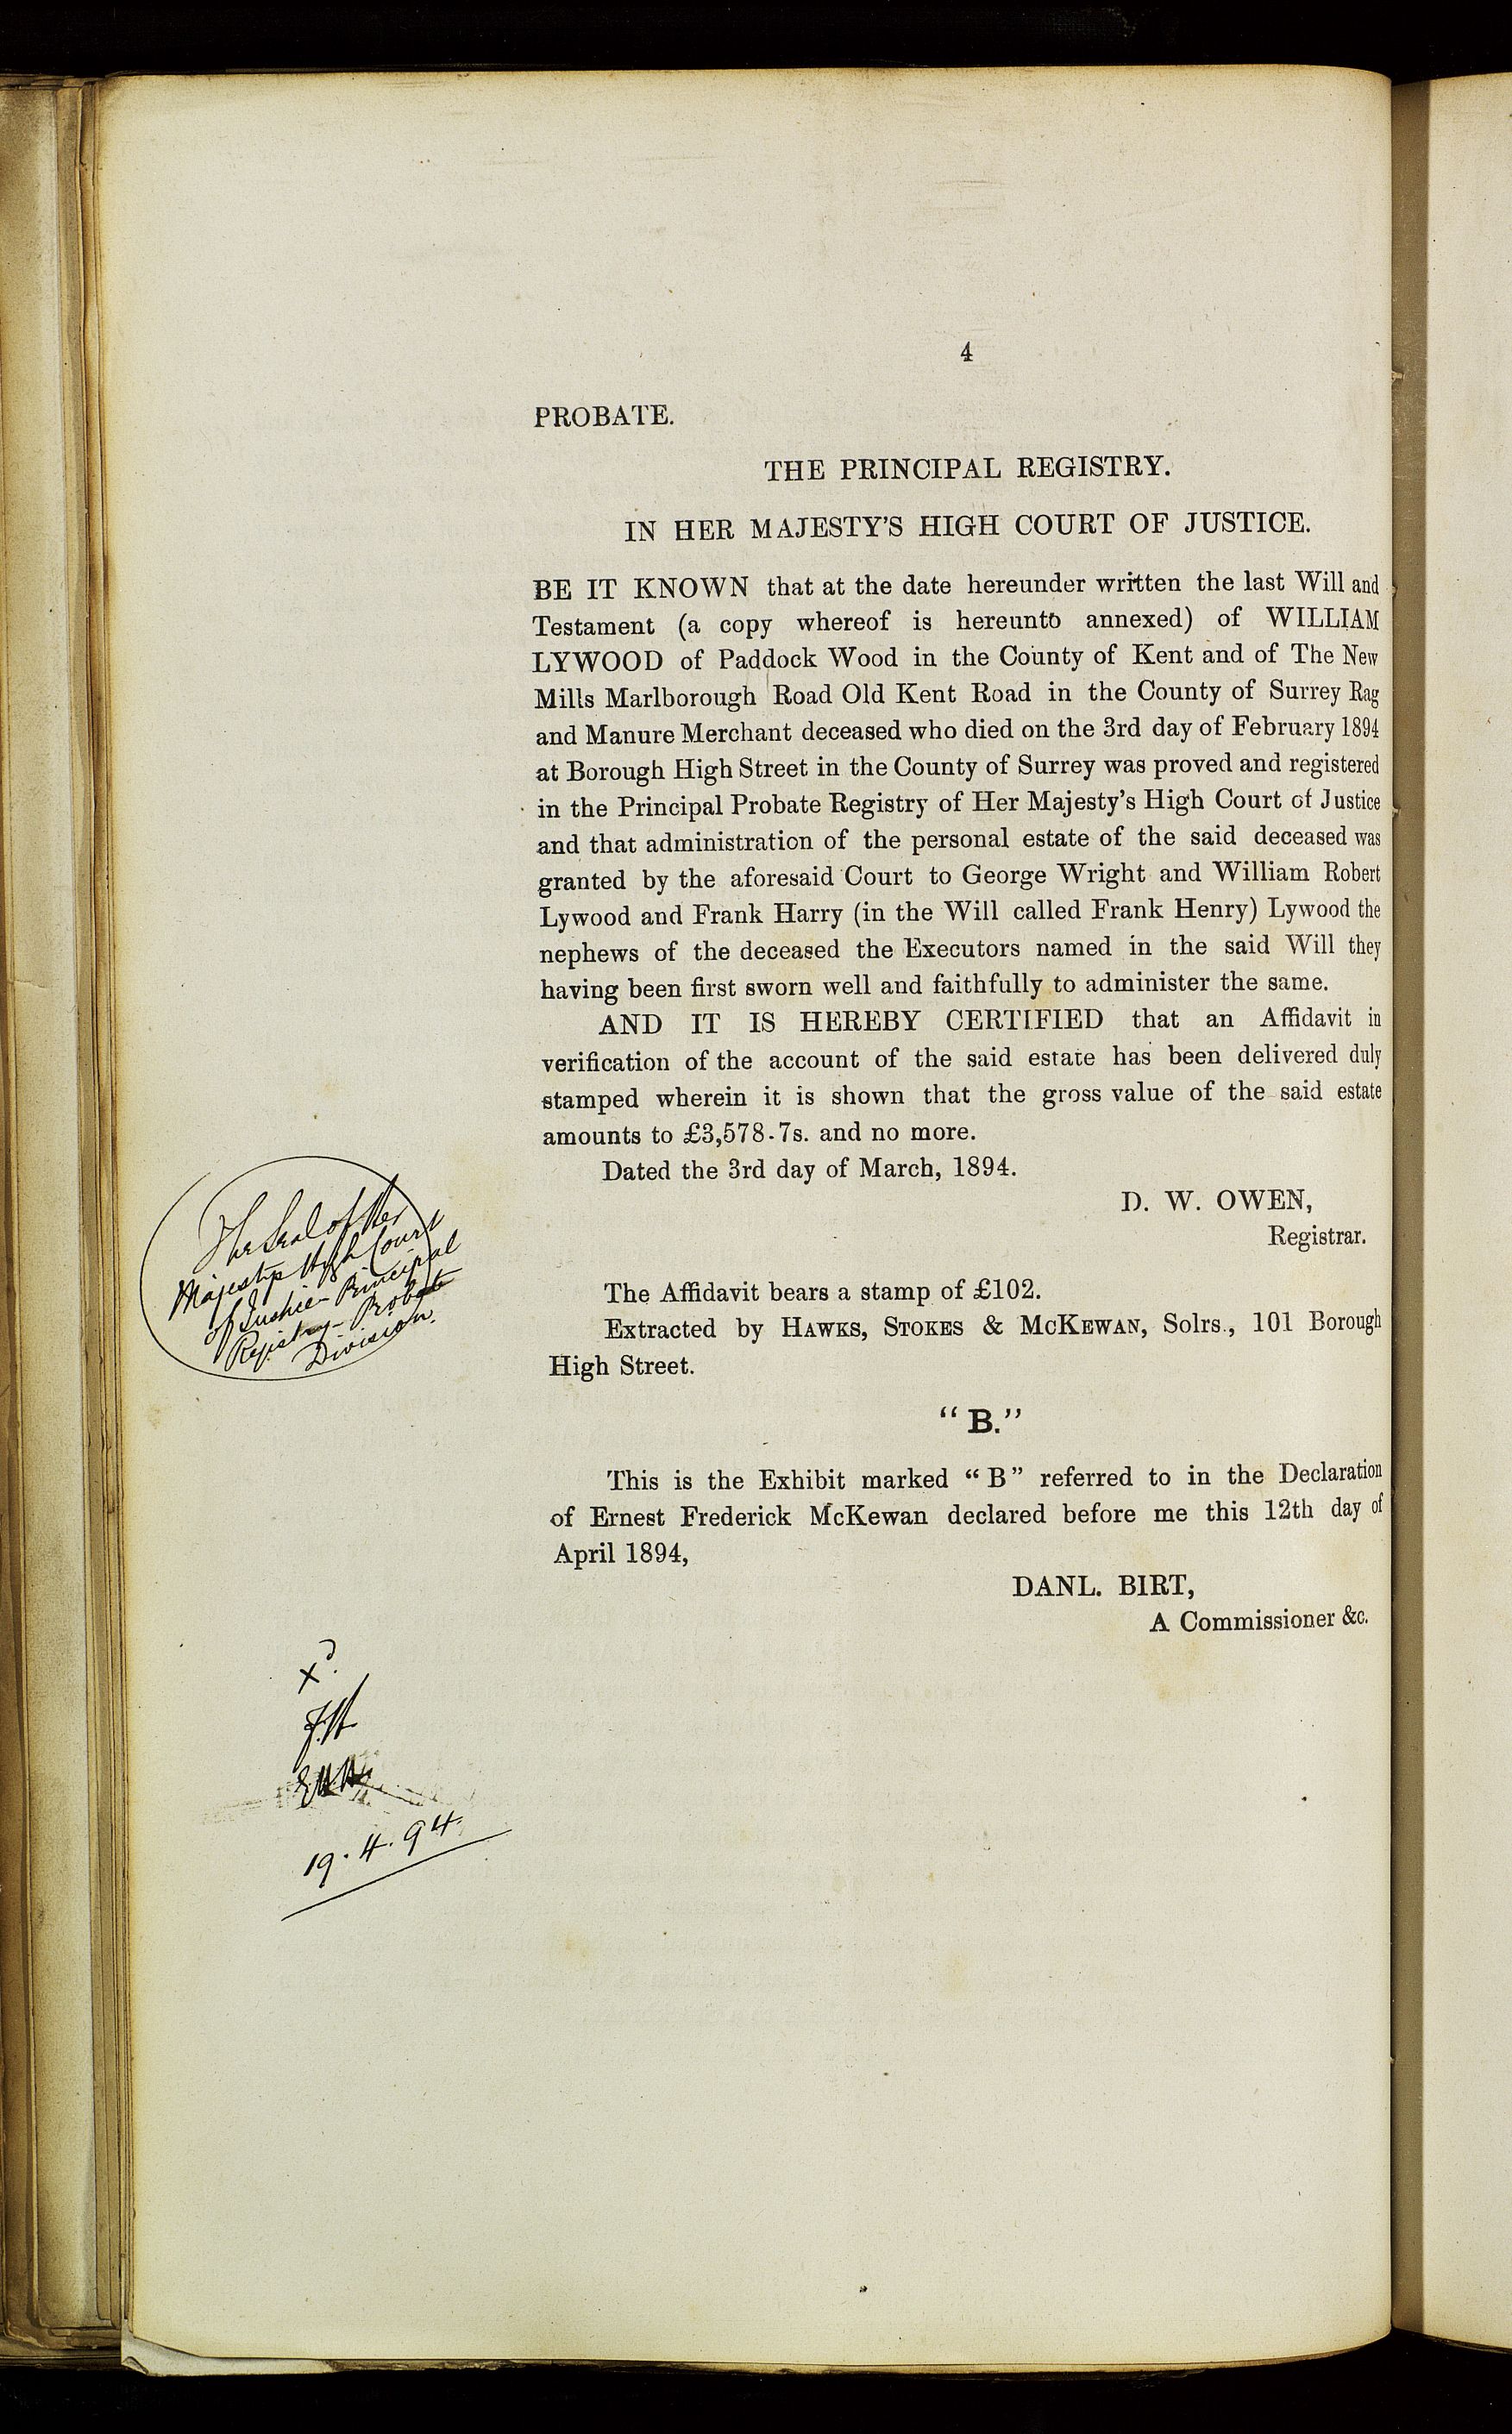 4
PROBATE.
THE PRINCIPAL REGISTRY.
IN HER MAJESTY'S HIGH COURT OF JUSTICE.
BE IT KNOWN that at the date hereunder written the last Will and
Testament (a copy whereof is hereunto annexed) of WILLIAM
LYWOOD of Paddock Wood in the County of Kent and of The New
Mills Marlborough Road Old Kent Road in the County of Surrey Rag
and Manure Merchant deceased who died on the 3rd day of February 1894
at Borough High Street in the County of Surrey was proved and registered
in the Principal Probate Registry of Her Majesty's High Court of Justice
and that administration of the personal estate of the said deceased was
granted by the aforesaid Court to George Wright and William Robert
Lywood and Frank Harry (in the Will called Frank Henry) Lywood the
nephews of the deceased the Executors named in the said Will they
having been first sworn well and faithfully to administer the same.
AND IT IS HEREBY CERTIFIED that an Affidavit in
verification of the account of the said estate has been delivered duly
stamped wherein it is shown that the gross value of the said estate
amounts to £3,578.7s. and no more.
Dated the 3rd day of March, 1894.
D. W. OWEN,
Registrar.
The Seal of Her
Majestys High Court
of Justice Principal
Registry - Probate
Division.
The Affidavit bears a stamp of £102.
Extracted by HAWKS, STOKES & McKEWAN, Solrs., 101 Borough
High Street.
"B."
This is the Exhibit marked "B" referred to in the Declaration
of Ernest Frederick McKewan declared before me this 12th day of
April 1894,
DANL. BIRT,
A Commissioner &c.
19.4.94.